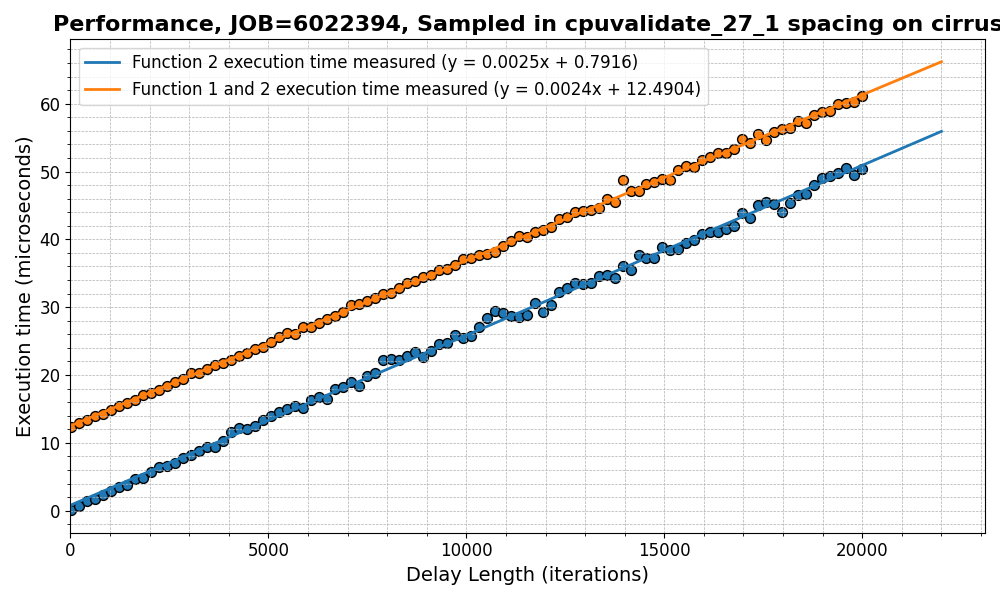 Performance, JOB=6022394, Sampled in cpuvalidate_27_1 spacing on cirrus
Function 2 execution time measured (y = 0.0025x + 0.7916)
Function 1 and 2 execution time measured (y = 0.0024x + 12.4904)
Execution time (microseconds)
60
50
40
30
20
10
0
0 5000 10000 15000 20000
Delay Length (iterations)